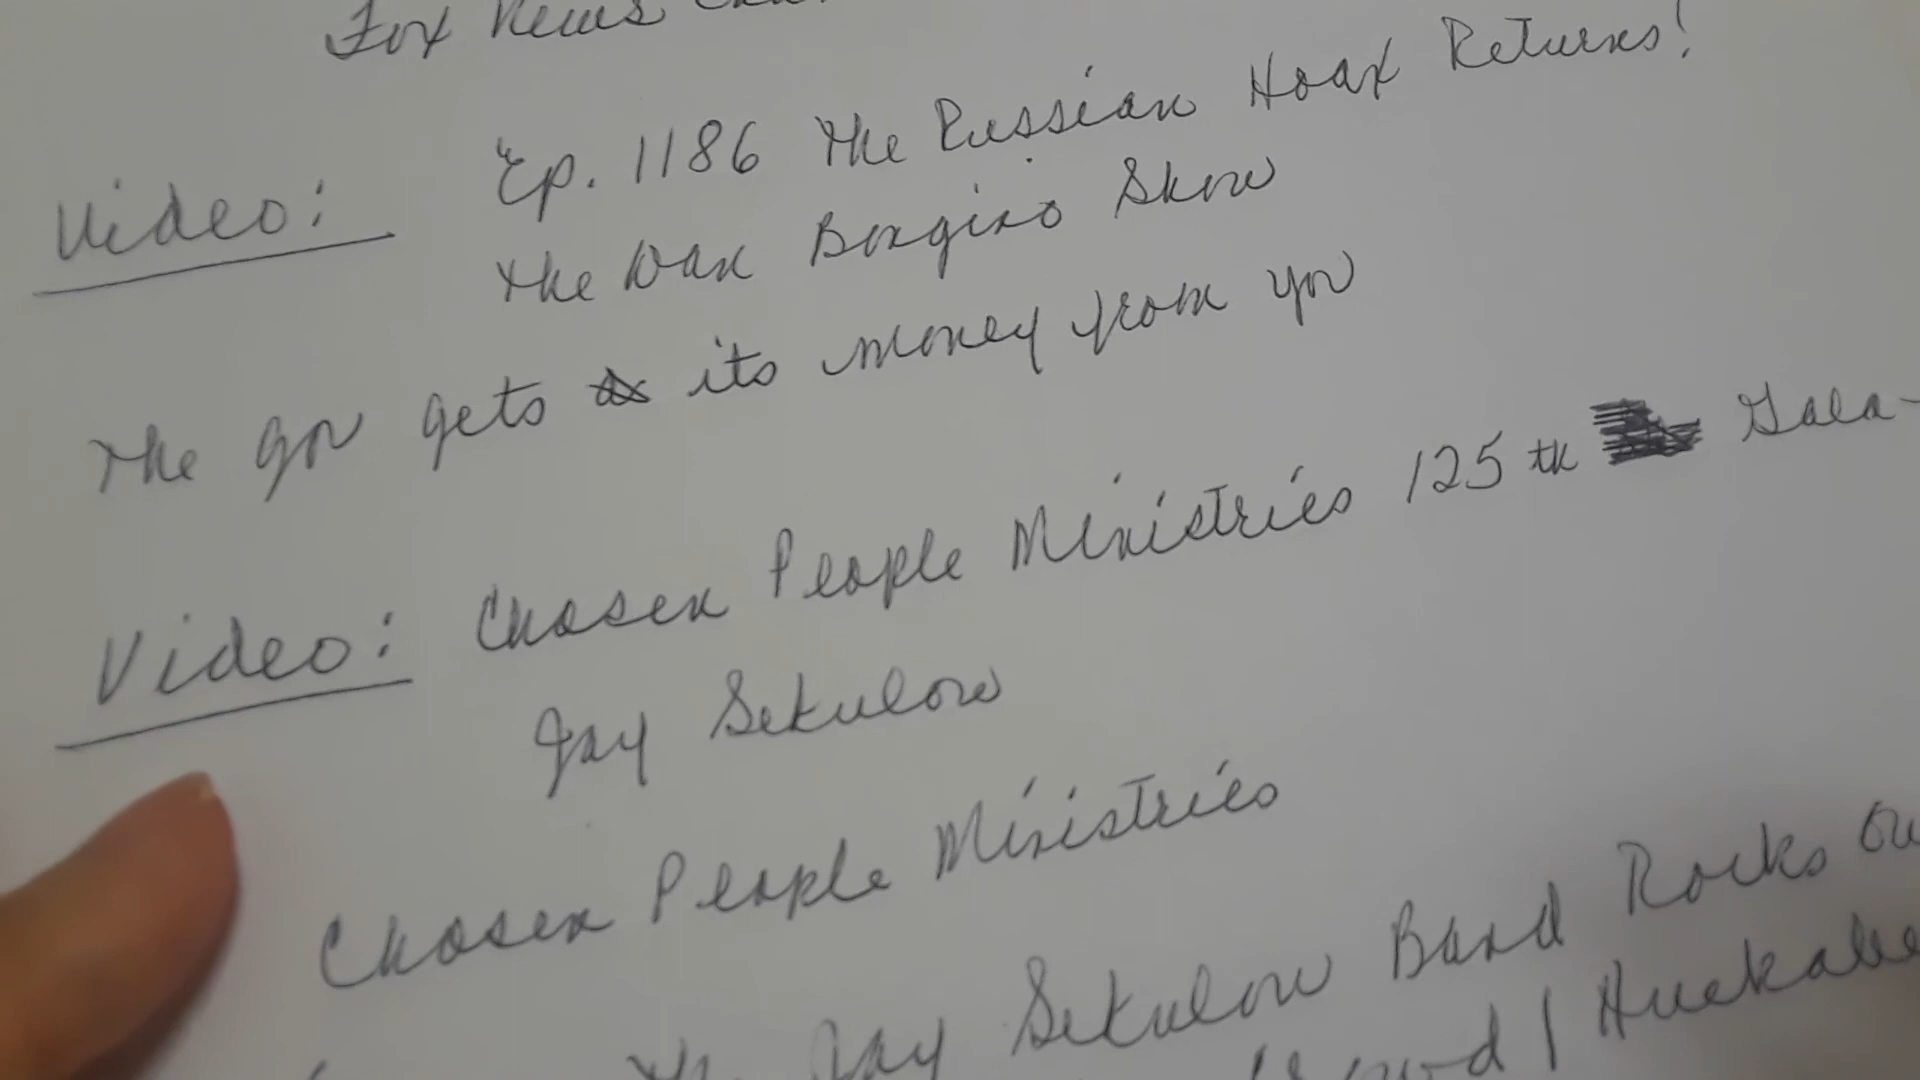 Fox News
Video: "Ep. 1186 The Russian Hoax Returns!
The Dan Bongino Show
The gov gets its money from you
Video: Chosen People Ministries 125th Gala-
Jay Sekulow
Chosen People Ministries
Jay Sekulow Band Rocks
| Huckabee